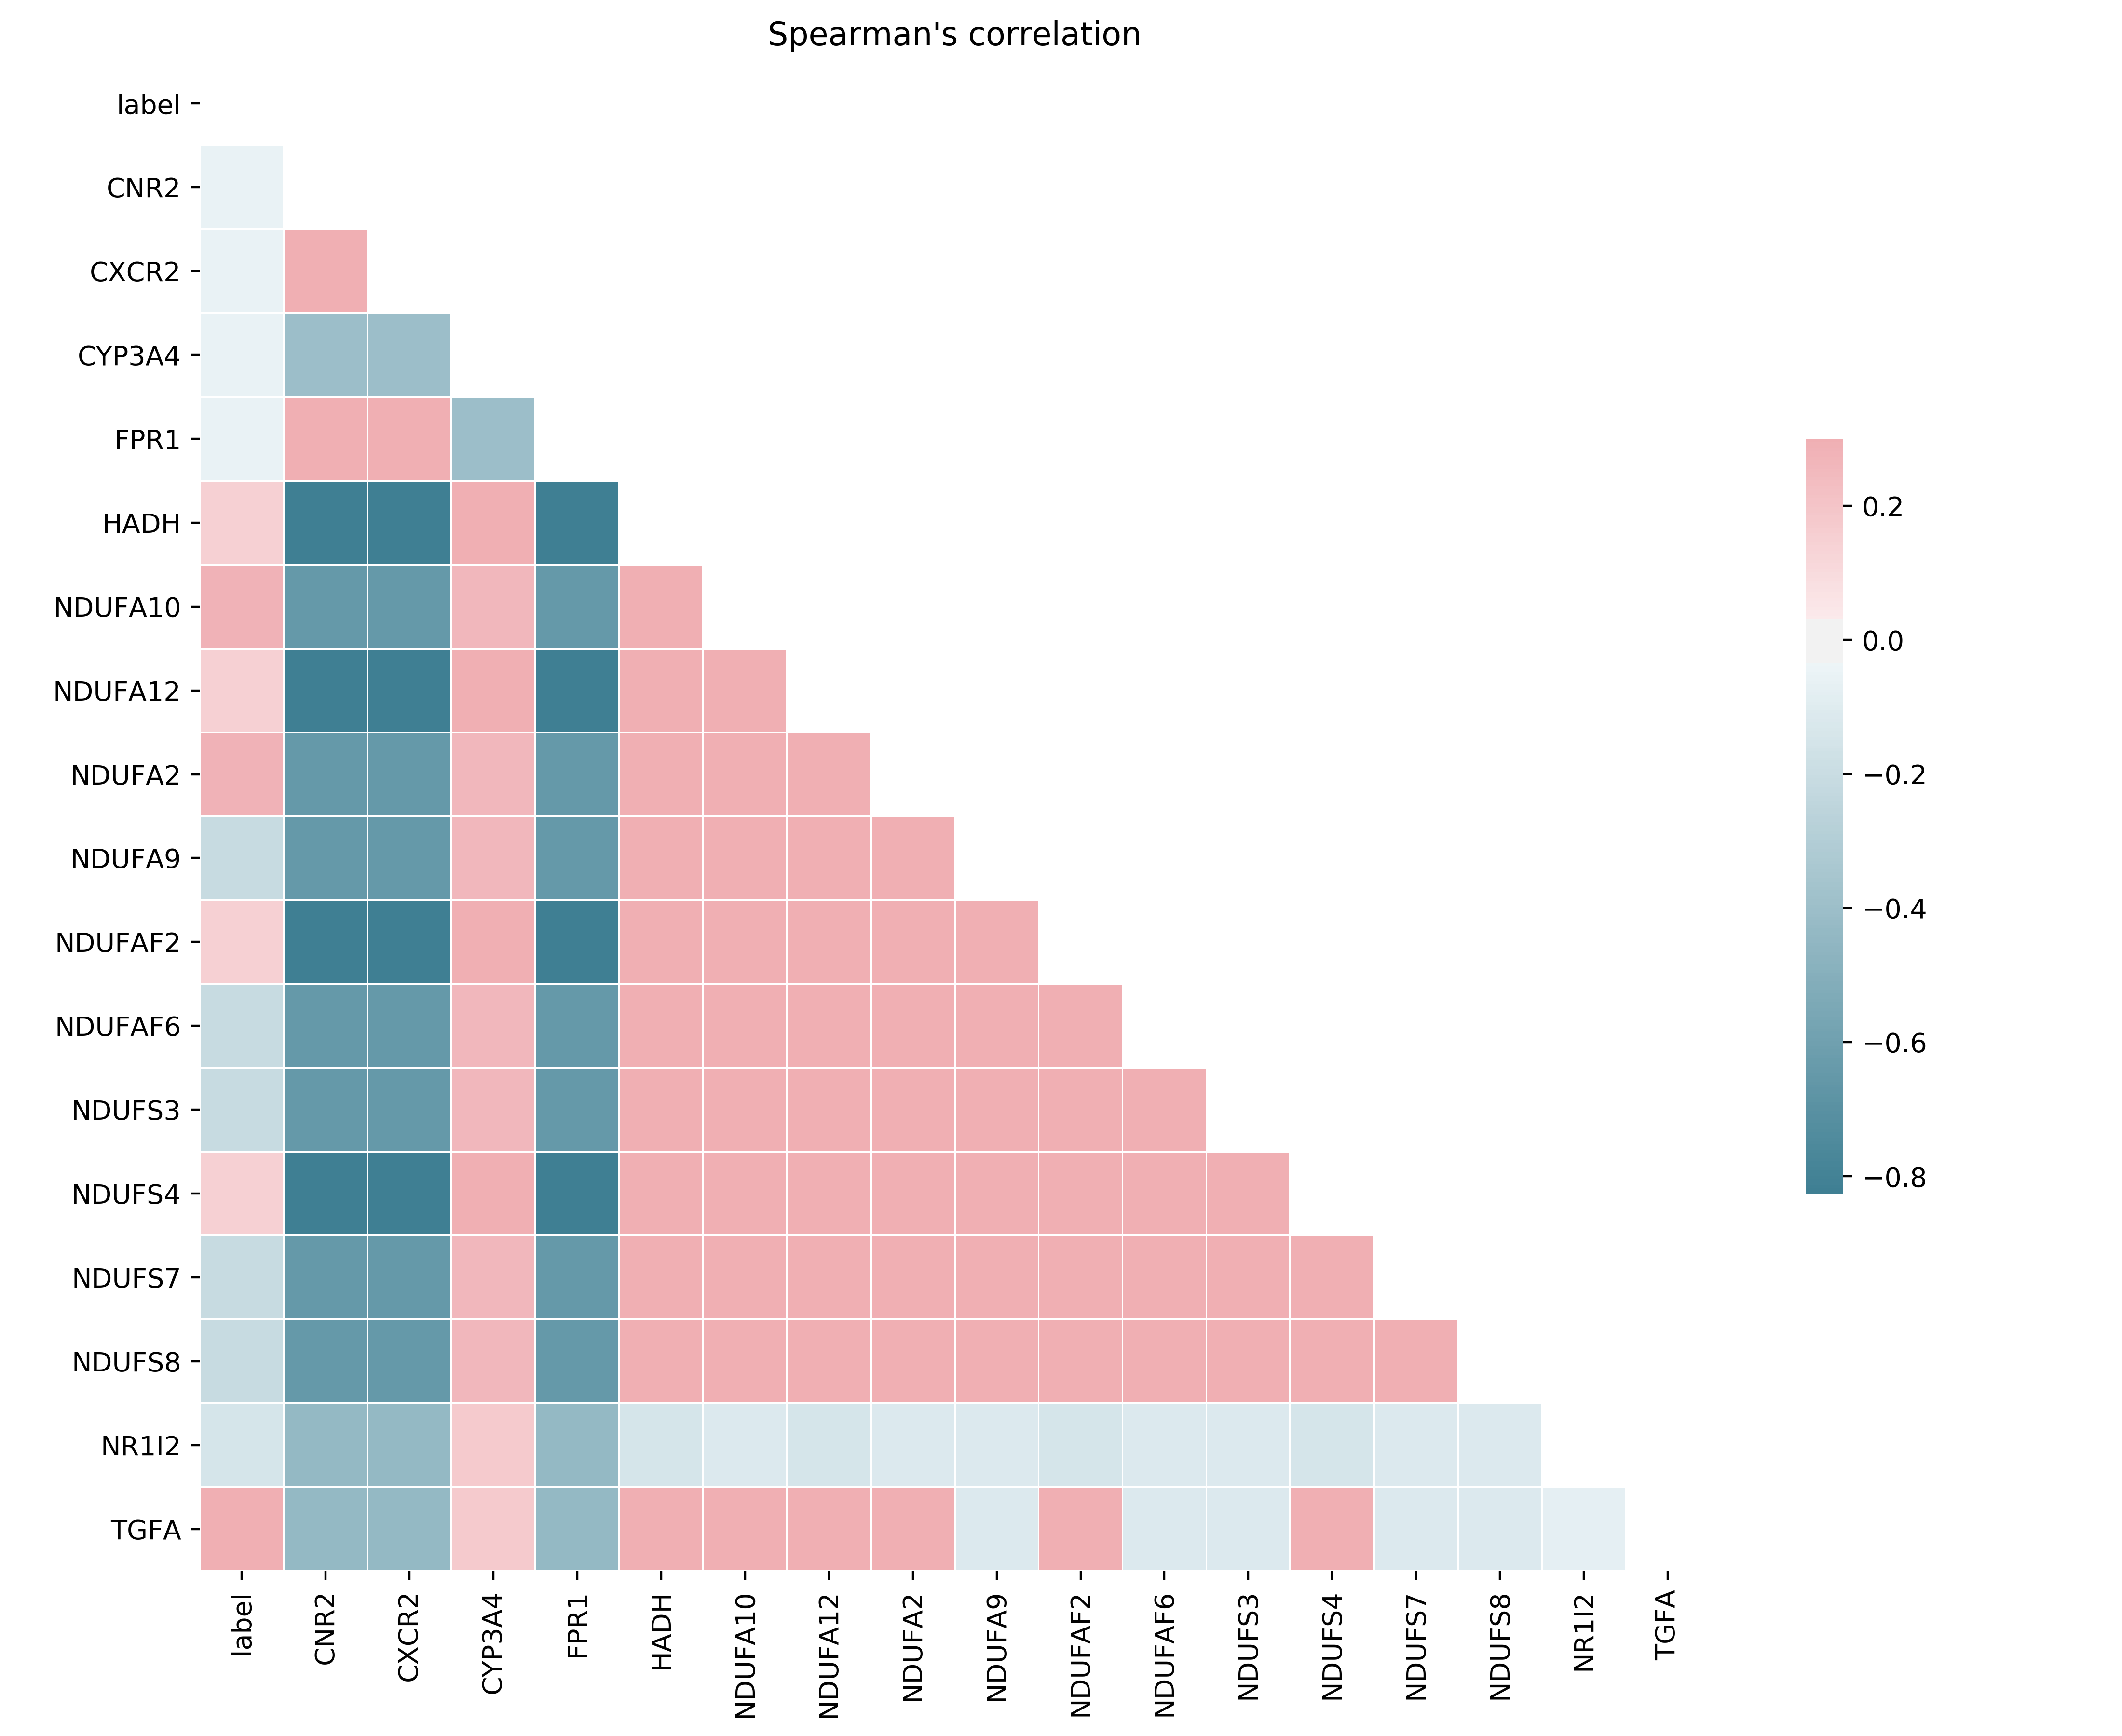 Spearman's correlation
label
CNR2
CXCR2
CYP3A4
FPR1
HADH
NDUFA10
NDUFA12
NDUFA2
NDUFA9
NDUFAF2
NDUFAF6
NDUFS3
NDUFS4
NDUFS7
NDUFS8
NR1I2
TGFA
label
CNR2
CXCR2
CYP3A4
FPR1
HADH
NDUFA10
NDUFA12
NDUFA2
NDUFA9
NDUFAF2
NDUFAF6
NDUFS3
NDUFS4
NDUFS7
NDUFS8
NR1I2
TGFA
0.2
0.0
−0.2
−0.4
−0.6
−0.8